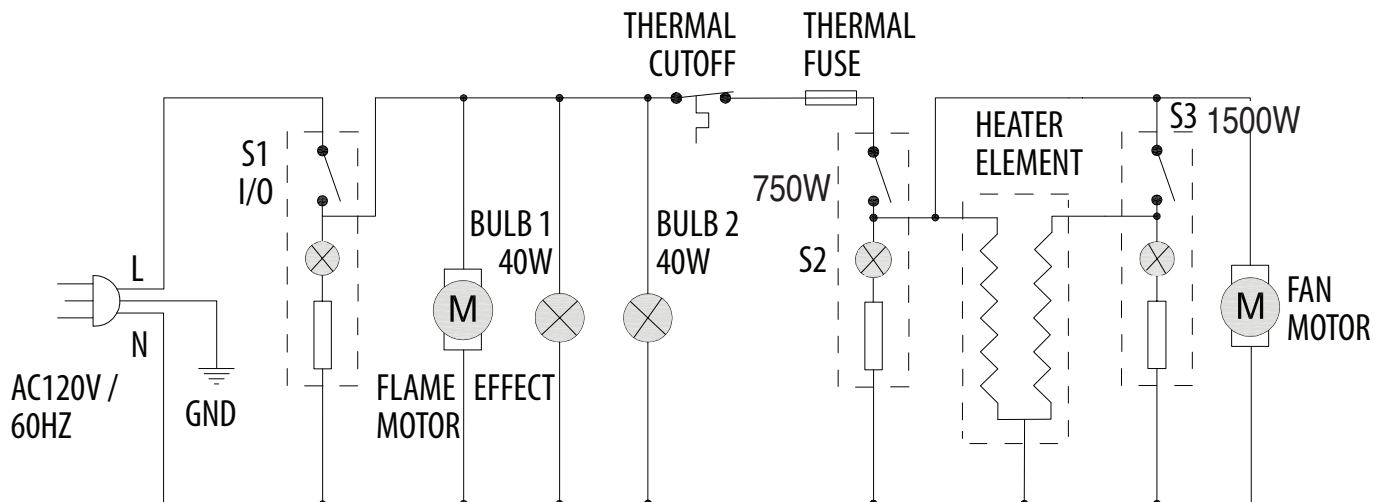 THERMAL
CUTOFF
THERMAL
FUSE
S1
I/0
750W
HEATER
ELEMENT
S3 1500W
BULB 1
40W
BULB 2
40W
S2
L
N
M
M
FAN
MOTOR
AC120V /
60HZ
GND
FLAME EFFECT
MOTOR